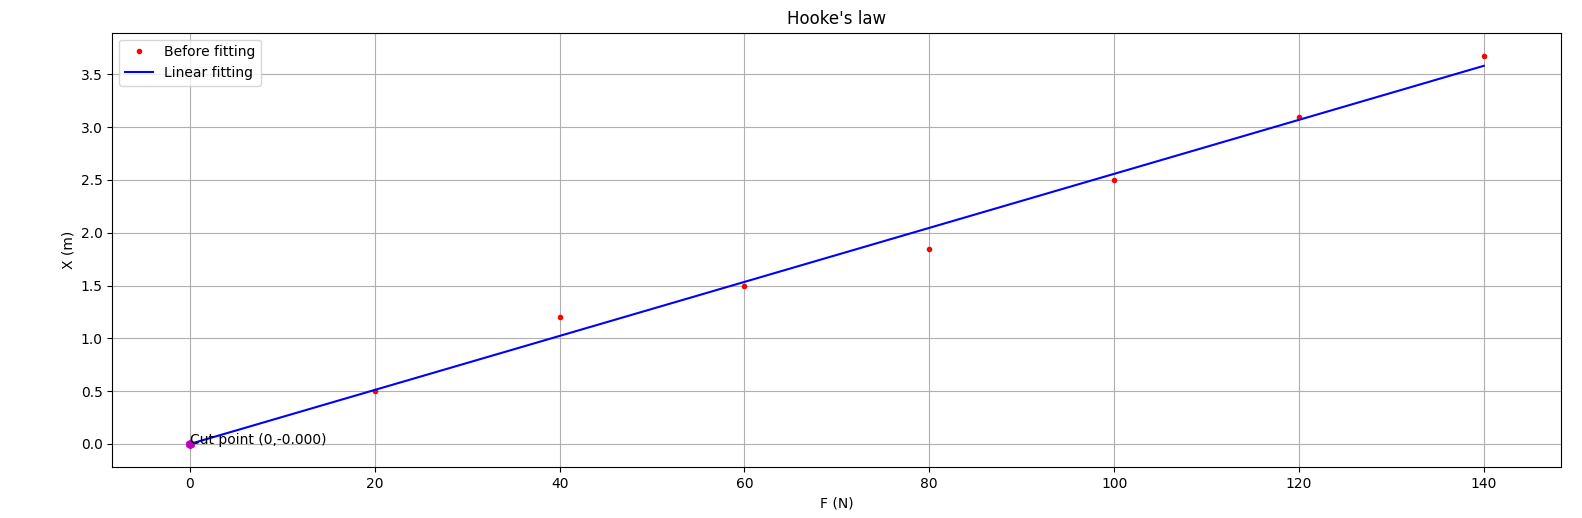 Hooke's law
Before fitting
Linear fitting
3.5
3.0
2.5
2.0
1.5
1.0
0.5
0.0
X (m)
Cut point (0,-0.000)
0 20 40 60 80 100 120 140
F (N)